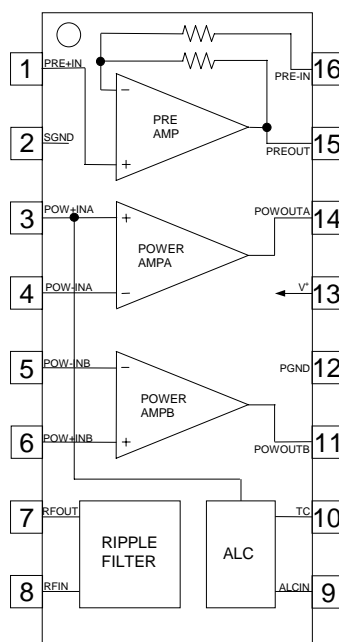 1
PRE+IN
16
PRE-IN
PRE
AMP
2
SGND
15
PREOUT
3
POW+INA
POWOUTA
14
POWER
AMPA
4
POW-INA
V+
13
5
POW-INB
PGND
12
POWER
AMPB
6
POW+INB
POWOUTB
11
7
RFOUT
TC
10
RIPPLE
FILTER
ALC
8
RFIN
ALCIN
9